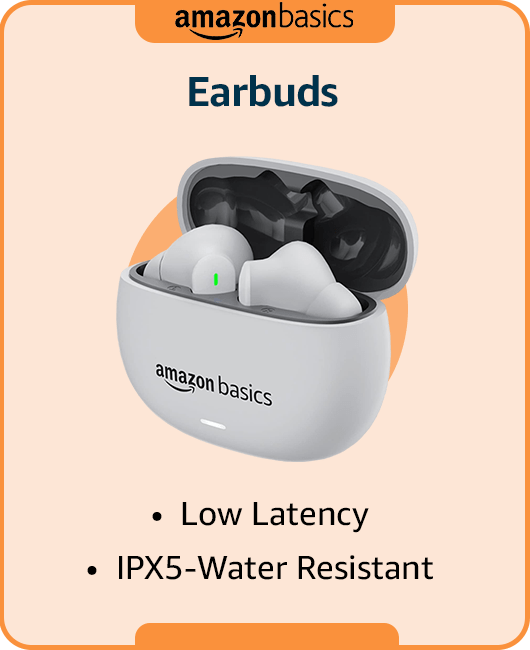 amazonbasics
Earbuds
amazon basics
• Low Latency
• IPX5-Water Resistant